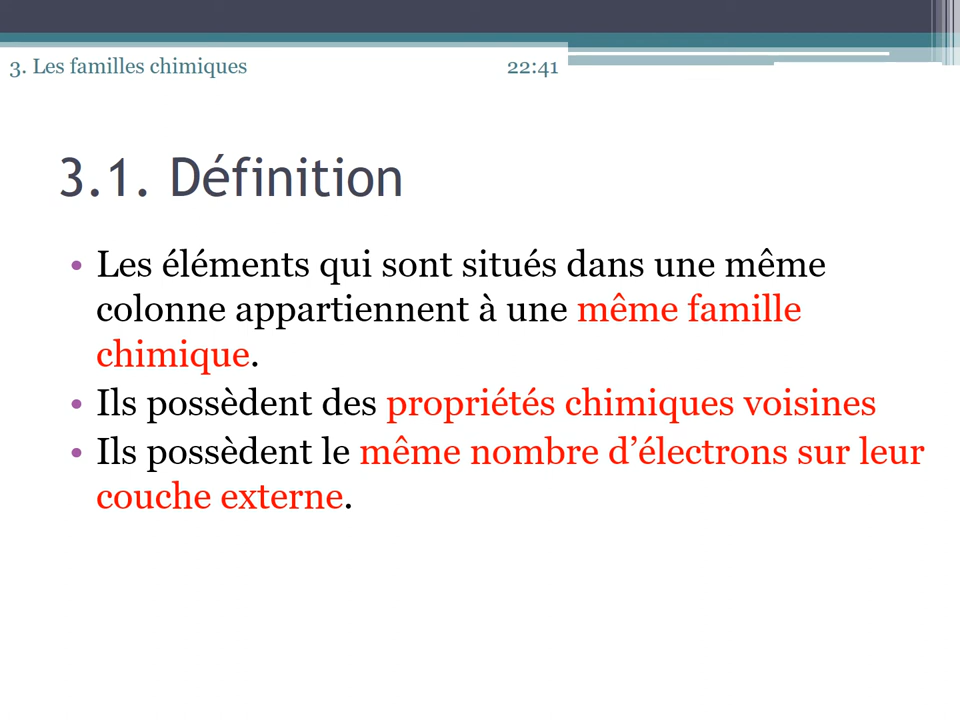 3. Les familles chimiques 22:41
3.1. Définition
• Les éléments qui sont situés dans une même
colonne appartiennent à une même famille
chimique.
• Ils possèdent des propriétés chimiques voisines
• Ils possèdent le même nombre d’électrons sur leur
couche externe.